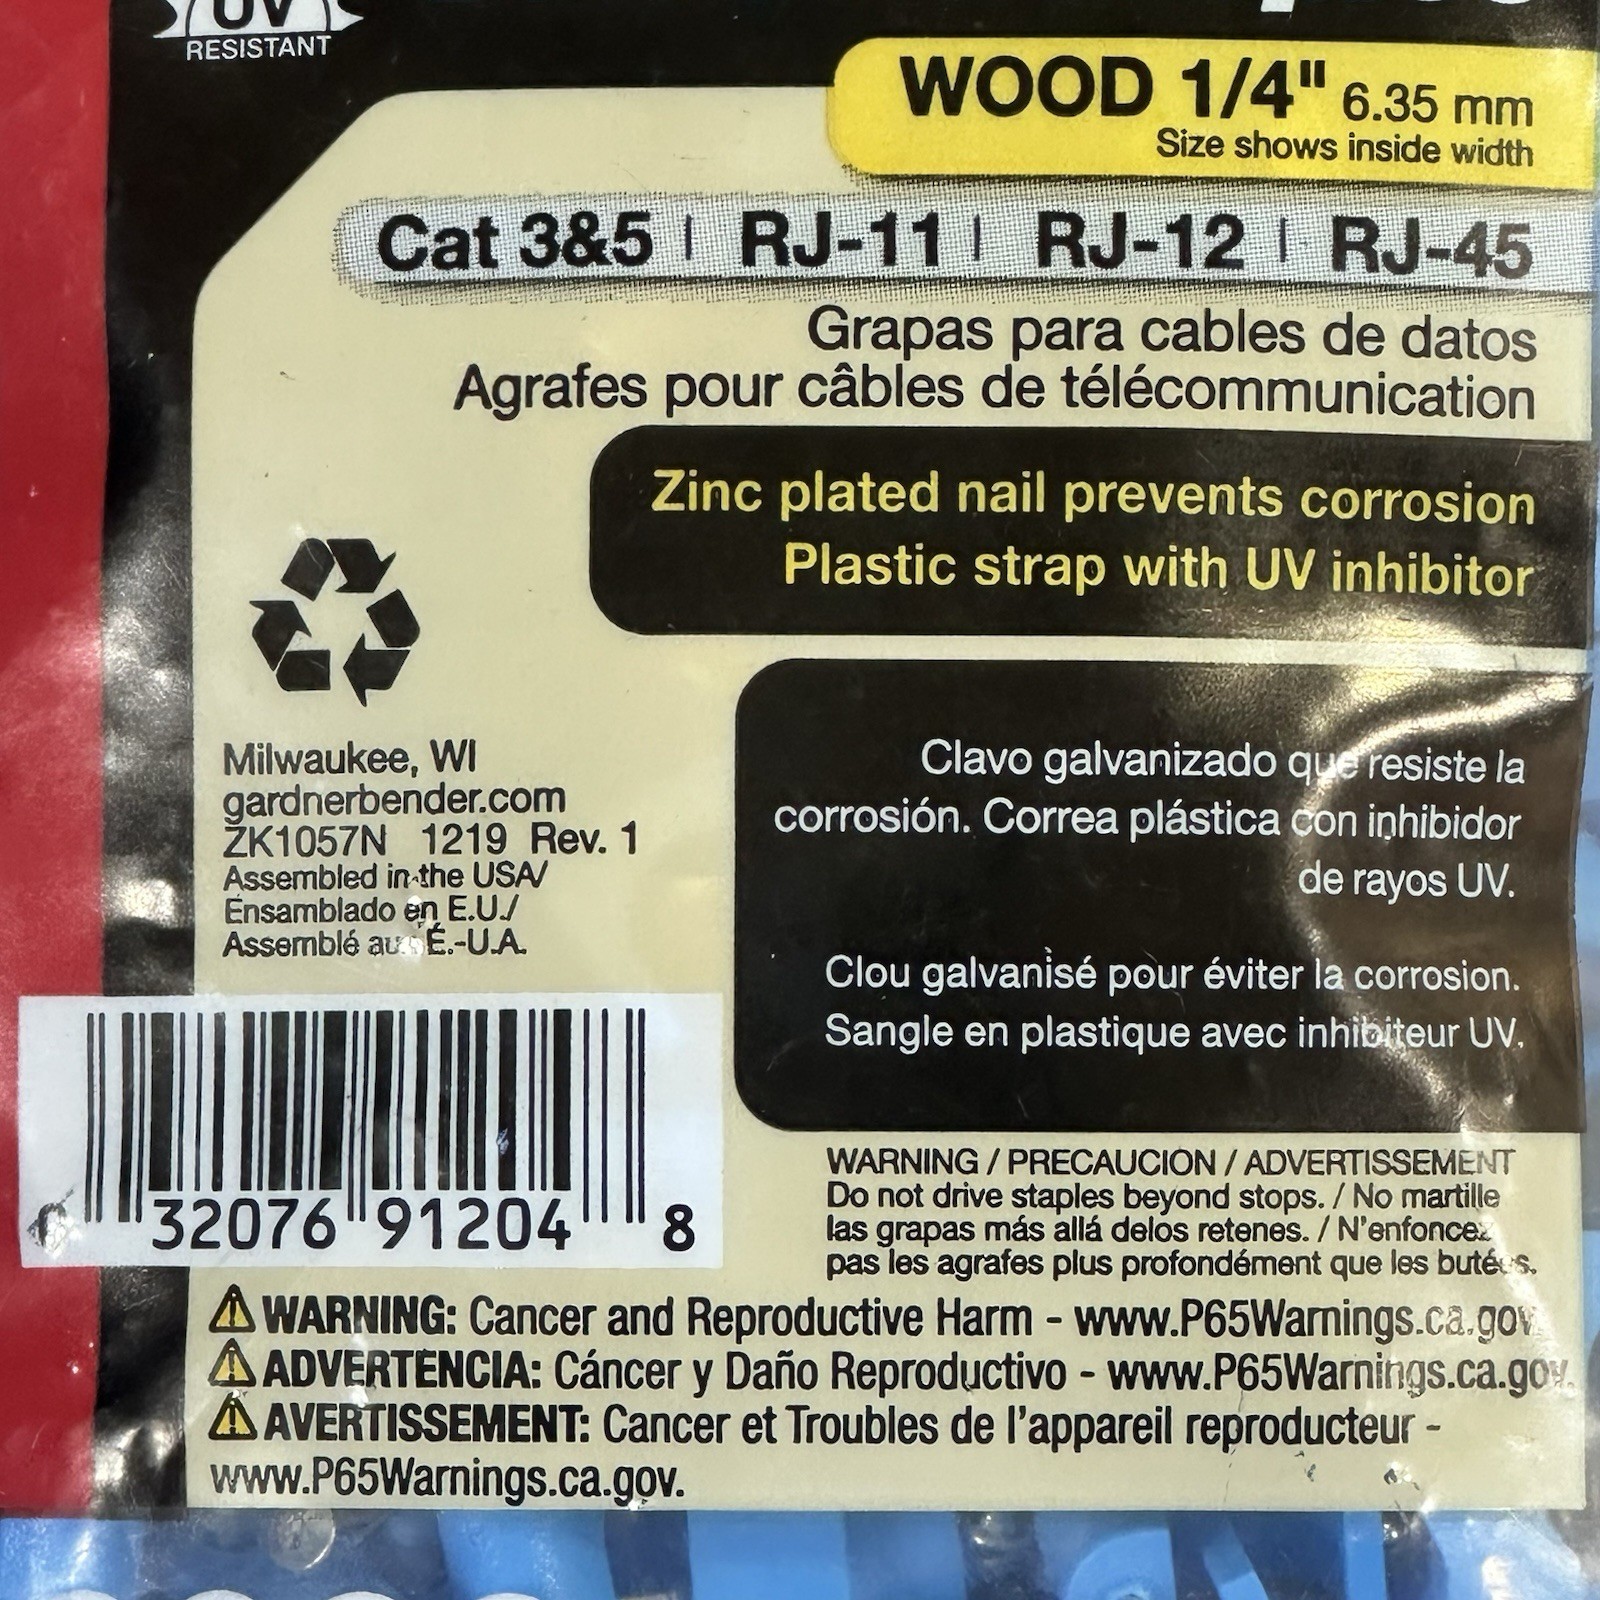 UV
RESISTANT
WOOD 1/4" 6.35 mm
Size shows inside width
Cat 3&5 | RJ-11 | RJ-12 | RJ-45
Grapas para cables de datos
Agrafes pour câbles de télécommunication
Zinc plated nail prevents corrosion
Plastic strap with UV inhibitor
Clavo galvanizado que resiste la
corrosión. Correa plástica con inhibidor
de rayos UV.
Clou galvanisé pour éviter la corrosion.
Sangle en plastique avec inhibiteur UV.
Milwaukee, WI
gardnerbender.com
ZK1057N 1219 Rev. 1
Assembled in the USA/
Ensamblado en E.U./
Assemblé aux É.-U.A.
32076 91204 8
WARNING / PRECAUCION / ADVERTISSEMENT
Do not drive staples beyond stops. / No martille
las grapas más allá delos retenes. / N'enfoncez
pas les agrafes plus profondément que les butées.
WARNING: Cancer and Reproductive Harm - www.P65Warnings.ca.gov.
ADVERTENCIA: Cáncer y Daño Reproductivo - www.P65Warnings.ca.gov.
AVERTISSEMENT: Cancer et Troubles de l'appareil reproducteur -
www.P65Warnings.ca.gov.